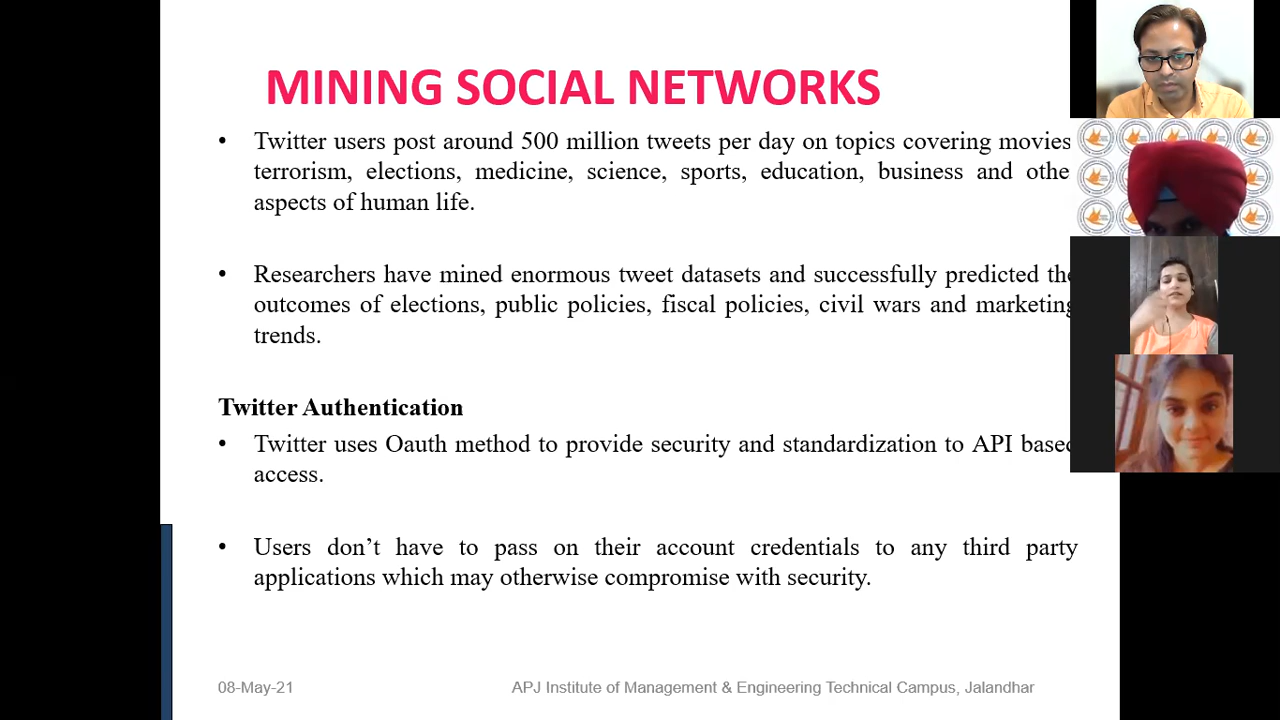 MINING SOCIAL NETWORKS
• Twitter users post around 500 million tweets per day on topics covering movies
terrorism, elections, medicine, science, sports, education, business and othe
aspects of human life.
• Researchers have mined enormous tweet datasets and successfully predicted the
outcomes of elections, public policies, fiscal policies, civil wars and marketing
trends.
Twitter Authentication
• Twitter uses Oauth method to provide security and standardization to API based
access.
• Users don’t have to pass on their account credentials to any third party
applications which may otherwise compromise with security.
08-May-21
APJ Institute of Management & Engineering Technical Campus, Jalandhar